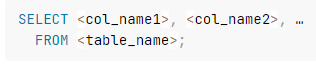 SELECT <col_name1>, <col_name2>, …
  FROM <table_name>;